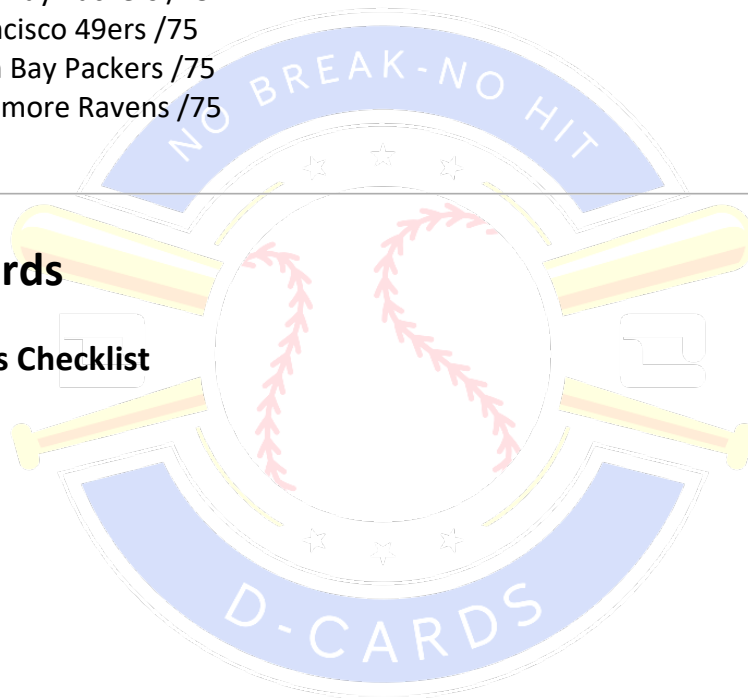 ncisco 49ers /75
Bay Packers /75
more Ravens /75
rds
s Checklist
NO BREAK-NO HIT
D-CARDS